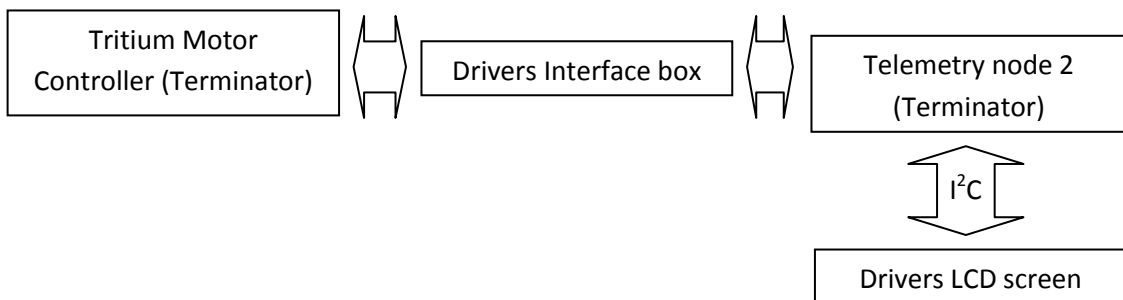 Tritium Motor
Controller (Terminator)
Drivers Interface box
Telemetry node 2
(Terminator)
I²C
Drivers LCD screen